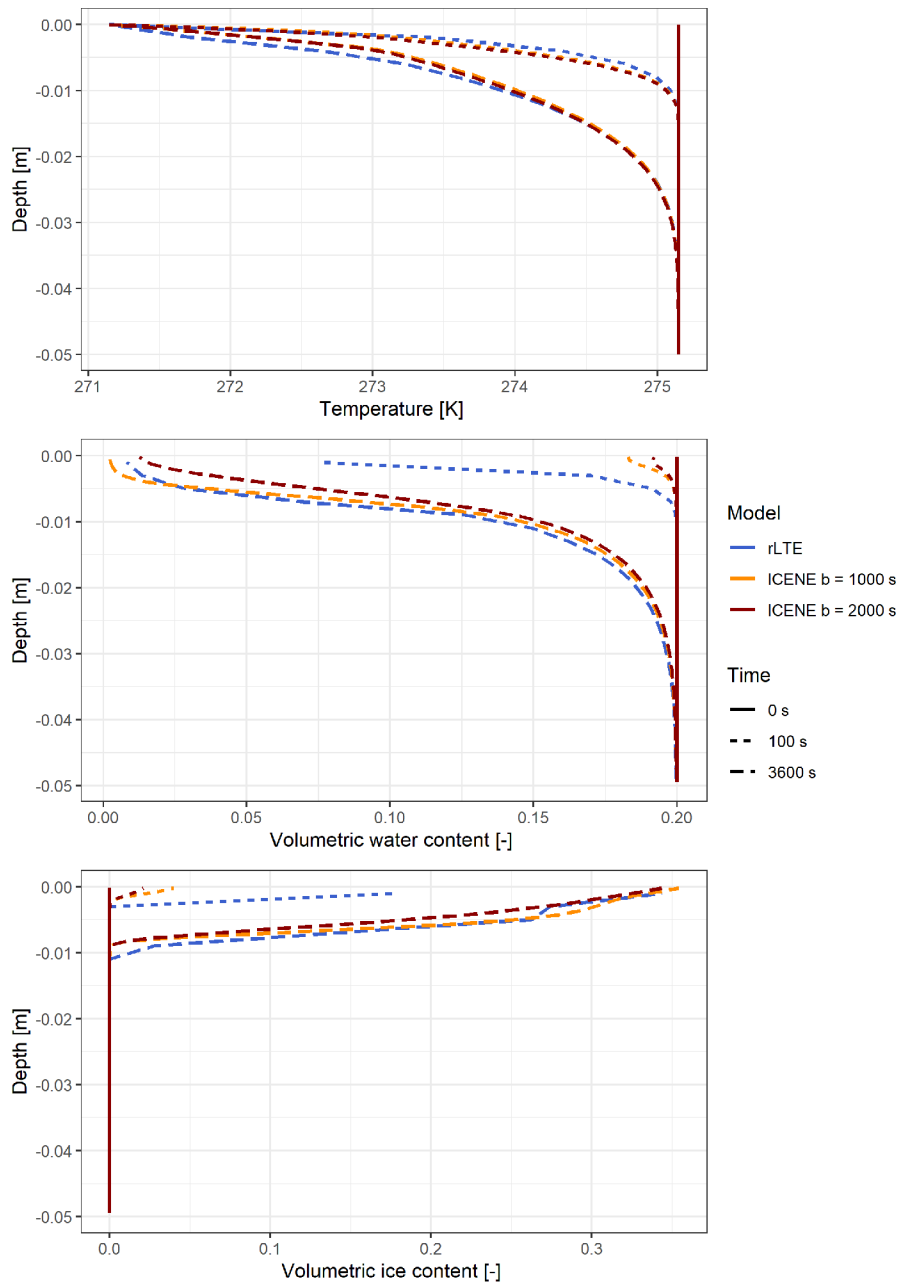 0.00
-0.01
-0.02
-0.03
-0.04
-0.05
Depth [m]
271
272
273
274
275
Temperature [K]
0.00
-0.01
-0.02
-0.03
-0.04
-0.05
Depth [m]
0.00
0.05
0.10
0.15
0.20
Volumetric water content [-]
Model
rLTE
ICENE b = 1000 s
ICENE b = 2000 s
Time
0 s
100 s
3600 s
0.00
-0.01
-0.02
-0.03
-0.04
-0.05
Depth [m]
0.0
0.1
0.2
0.3
Volumetric ice content [-]